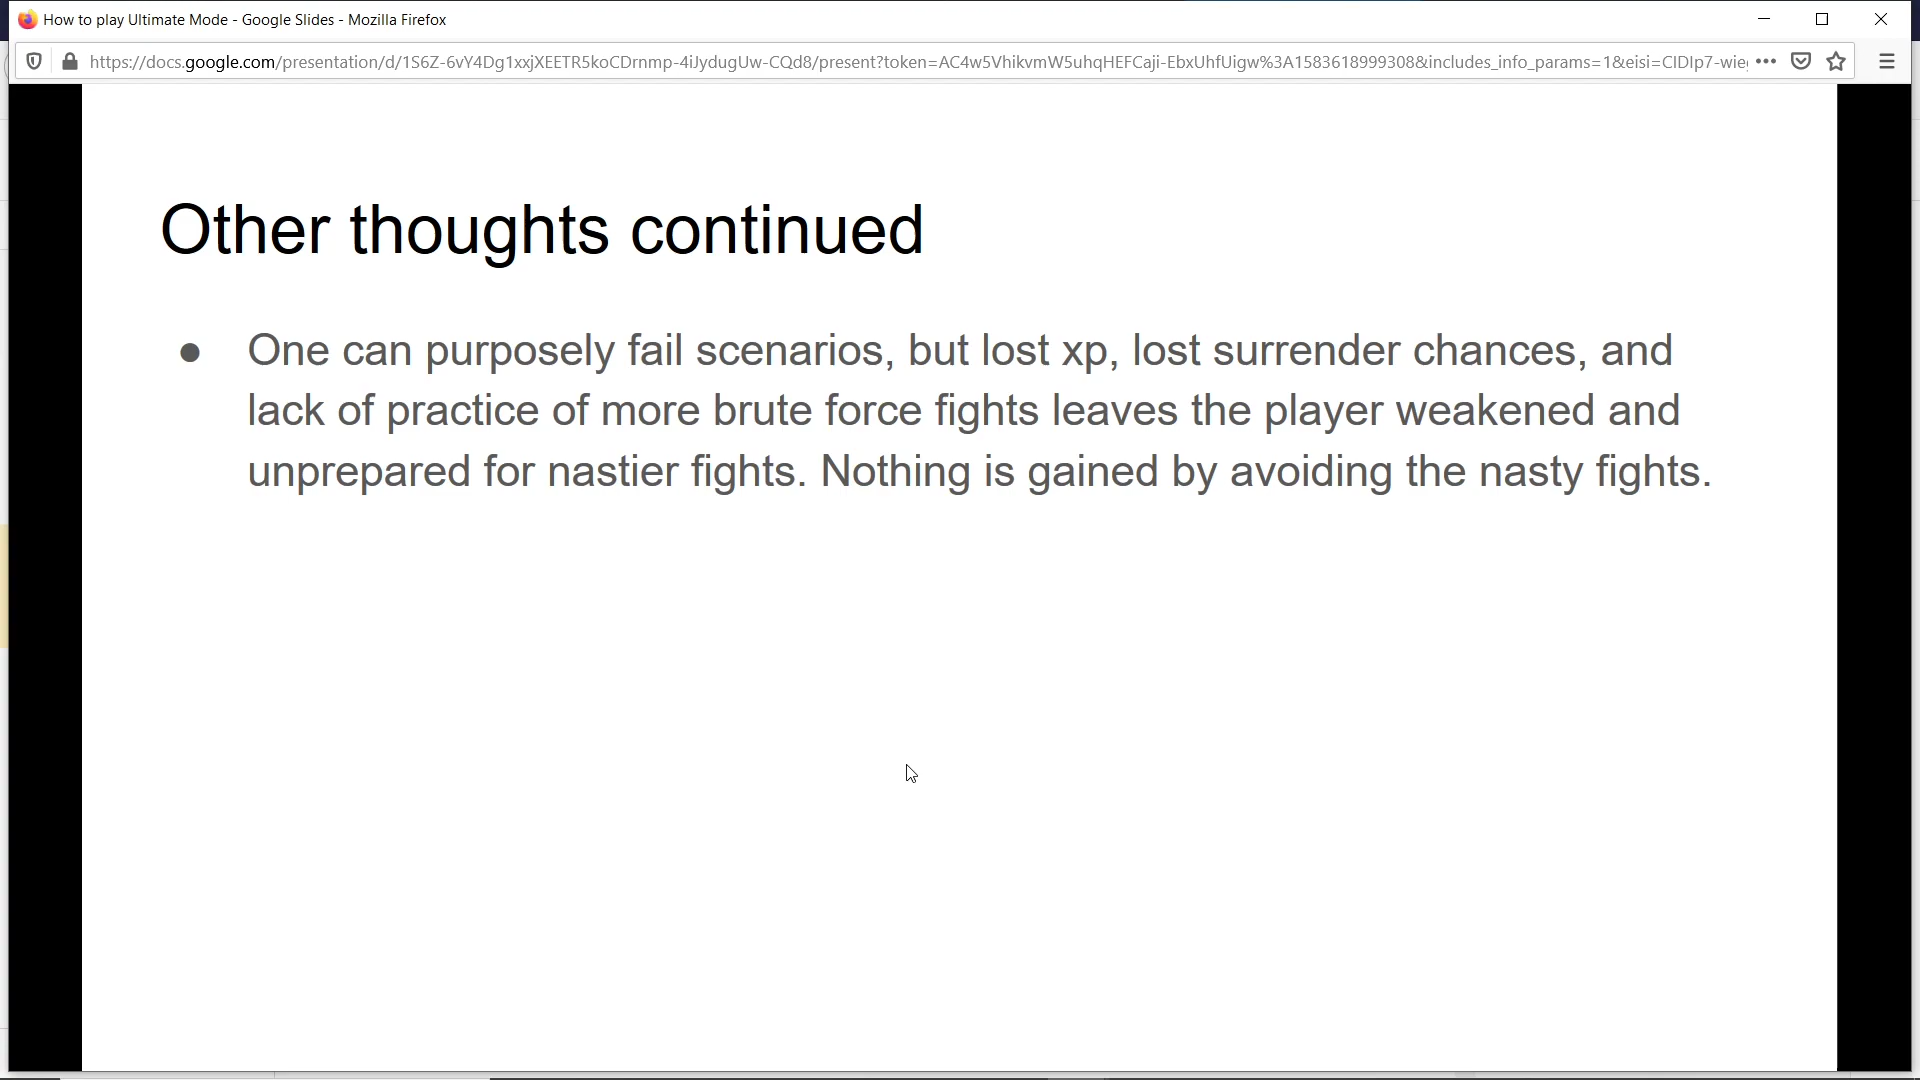 How to play Ultimate Mode - Google Slides - Mozilla Firefox
https://docs.google.com/presentation/d/1S6Z-6vY4Dg1xxjXEETR5koCDrnmp-4iJydugUw-CQd8/present?token=AC4w5VhikvmW5uhqHEFCaji-EbxUhfUigw%3A1583618999308&includes_info_params=1&eisi=CIDIp7-wie
Other thoughts continued
● One can purposely fail scenarios, but lost xp, lost surrender chances, and
lack of practice of more brute force fights leaves the player weakened and
unprepared for nastier fights. Nothing is gained by avoiding the nasty fights.